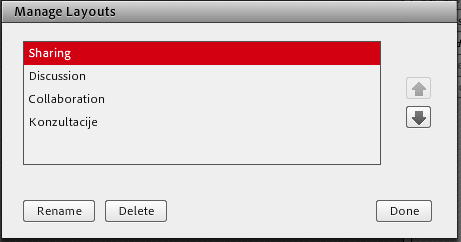 Manage Layouts
Sharing
Discussion
Collaboration
Konzultacije
Rename
Delete
Done